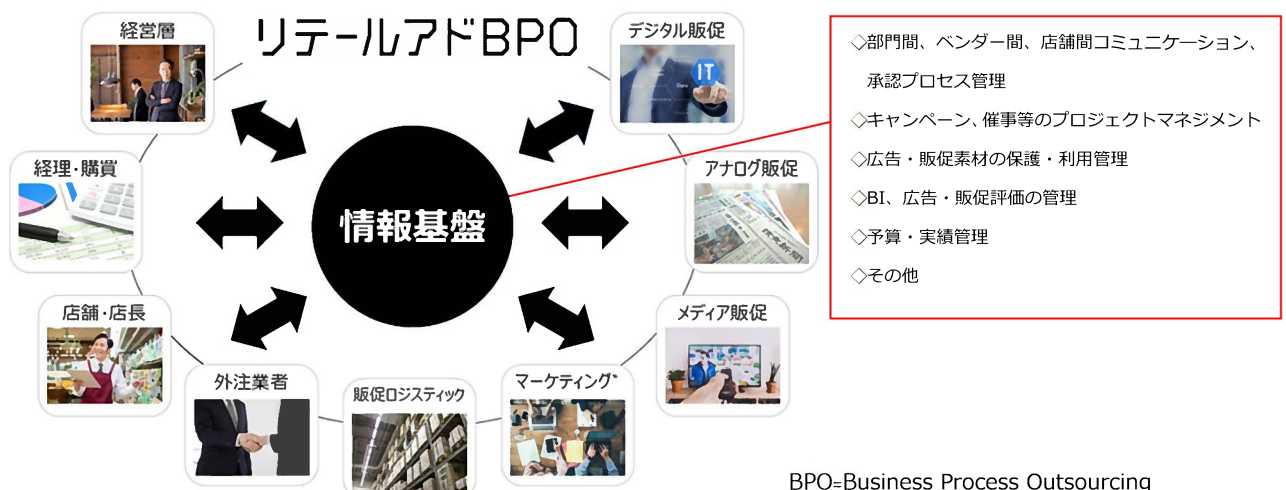 リテールアドBPO
経営層
デジタル販促
IT
経理・購買
アナログ販促
情報基盤
店舗・店長
メディア販促
外注業者
販促ロジスティック
マーケティング
◇部門間、ベンダー間、店舗間コミュニケーション、
承認プロセス管理
◇キャンペーン、催事等のプロジェクトマネジメント
◇広告・販促素材の保護・利用管理
◇BI、広告・販促評価の管理
◇予算・実績管理
◇その他
BPO=Business Process Outsourcing